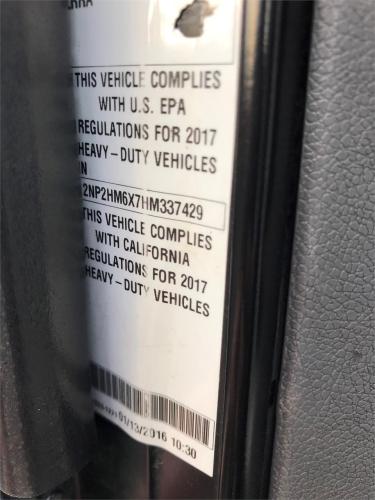 THIS VEHICLE COMPLIES
WITH U.S. EPA
REGULATIONS FOR 2017
HEAVY-DUTY VEHICLES
2NP2HM6X7HM337429
THIS VEHICLE COMPLIES
WITH CALIFORNIA
REGULATIONS FOR 2017
HEAVY-DUTY VEHICLES
01/13/2016 10:30